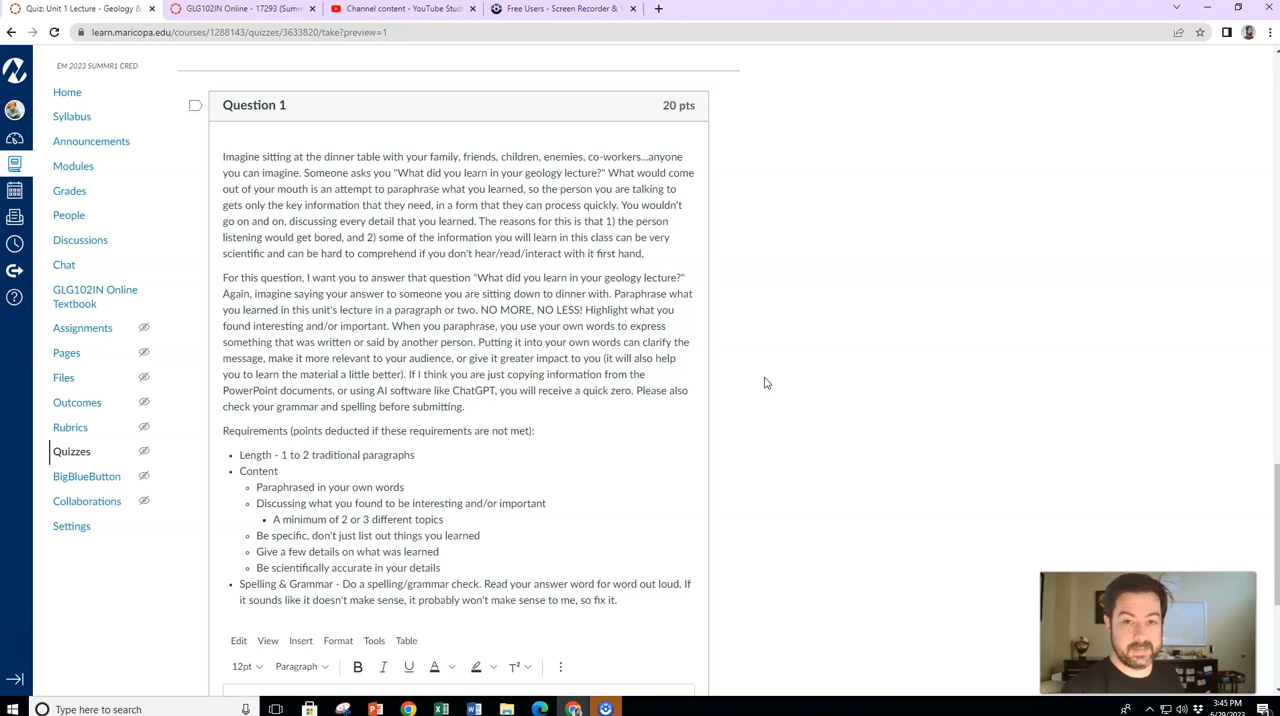 Quiz: Unit 1 Lecture - Geology &
GLG102IN Online - 17293 (Summ
Channel content - YouTube Studi
Free Users - Screen Recorder & V
learn.maricopa.edu/courses/1288143/quizzes/3633820/take?preview=1
EM 2023 SUMMR1 CRED
Home
Syllabus
Announcements
Modules
Grades
People
Discussions
Chat
GLG102IN Online
Textbook
Assignments
Pages
Files
Outcomes
Rubrics
Quizzes
BigBlueButton
Collaborations
Settings
Question 1
20 pts
Imagine sitting at the dinner table with your family, friends, children, enemies, co-workers...anyone
you can imagine. Someone asks you "What did you learn in your geology lecture?" What would come
out of your mouth is an attempt to paraphrase what you learned, so the person you are talking to
gets only the key information that they need, in a form that they can process quickly. You wouldn't
go on and on, discussing every detail that you learned. The reasons for this is that 1) the person
listening would get bored, and 2) some of the information you will learn in this class can be very
scientific and can be hard to comprehend if you don't hear/read/interact with it first hand.
For this question, I want you to answer that question "What did you learn in your geology lecture?"
Again, imagine saying your answer to someone you are sitting down to dinner with. Paraphrase what
you learned in this unit's lecture in a paragraph or two. NO MORE, NO LESS! Highlight what you
found interesting and/or important. When you paraphrase, you use your own words to express
something that was written or said by another person. Putting it into your own words can clarify the
message, make it more relevant to your audience, or give it greater impact to you (it will also help
you to learn the material a little better). If I think you are just copying information from the
PowerPoint documents, or using AI software like ChatGPT, you will receive a quick zero. Please also
check your grammar and spelling before submitting.
Requirements (points deducted if these requirements are not met):
Length - 1 to 2 traditional paragraphs
Content
Paraphrased in your own words
Discussing what you found to be interesting and/or important
A minimum of 2 or 3 different topics
Be specific, don't just list out things you learned
Give a few details on what was learned
Be scientifically accurate in your details
Spelling & Grammar - Do a spelling/grammar check. Read your answer word for word out loud. If
it sounds like it doesn't make sense, it probably won't make sense to me, so fix it.
Edit View Insert Format Tools Table
12pt Paragraph B I U A T²
Type here to search
3:45 PM
6/29/2023